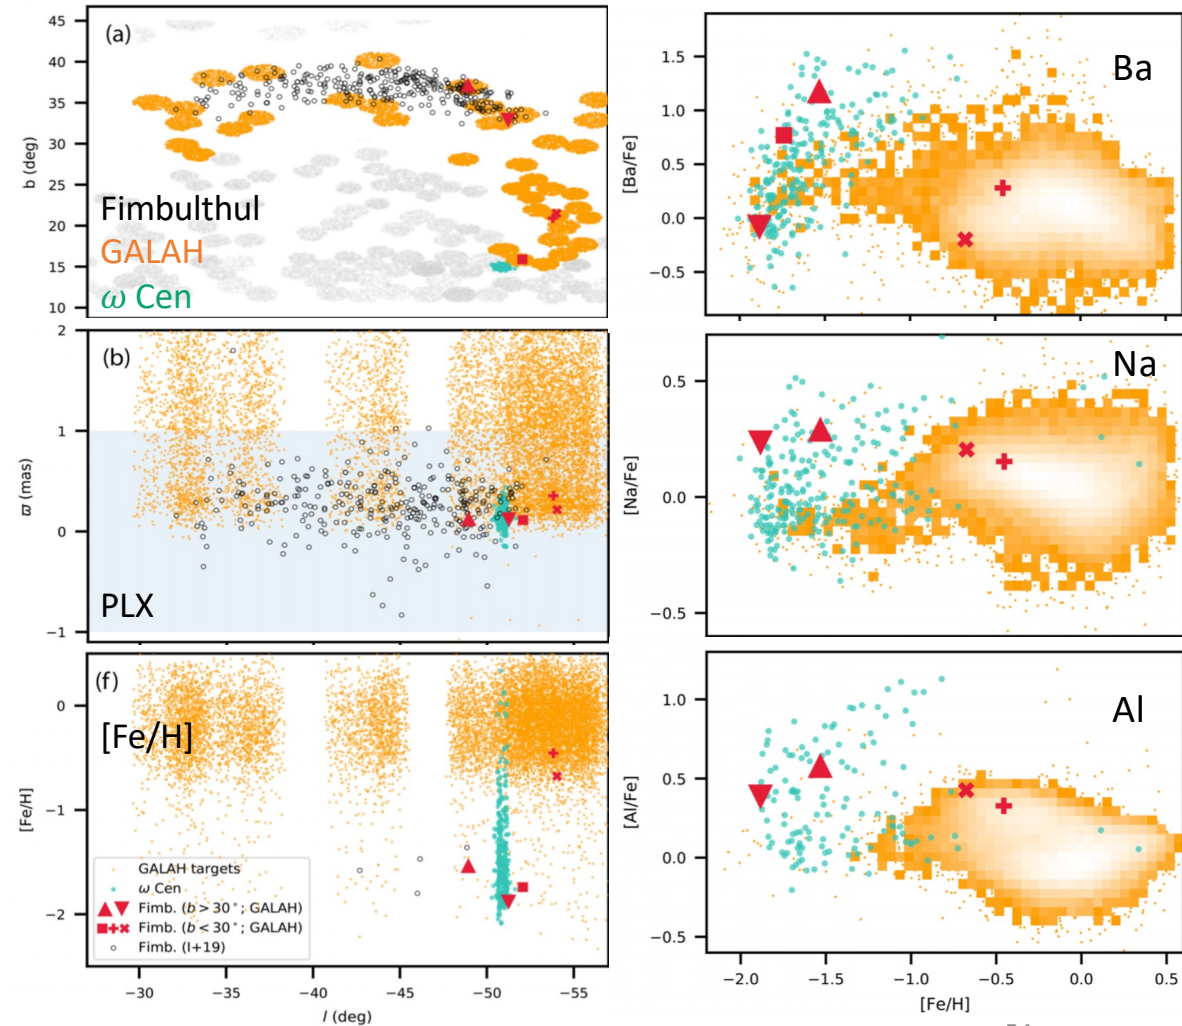 (a)
45
40
35
30
25
20
15
10
b (deg)
Fimbulthul
GALAH
ω Cen
(b)
2
1
0
−1
ϖ (mas)
PLX
(f)
0
−1
−2
[Fe/H]
[Fe/H]
GALAH targets
ω Cen
Fimb. (b > 30°; GALAH)
Fimb. (b < 30°; GALAH)
Fimb. (I+19)
−30 −35 −40 −45 −50 −55
l (deg)
Ba
1.5
1.0
0.5
0.0
−0.5
[Ba/Fe]
Na
0.5
0.0
−0.5
[Na/Fe]
Al
1.0
0.5
0.0
−0.5
[Al/Fe]
−2.0 −1.5 −1.0 −0.5 0.0 0.5
[Fe/H]